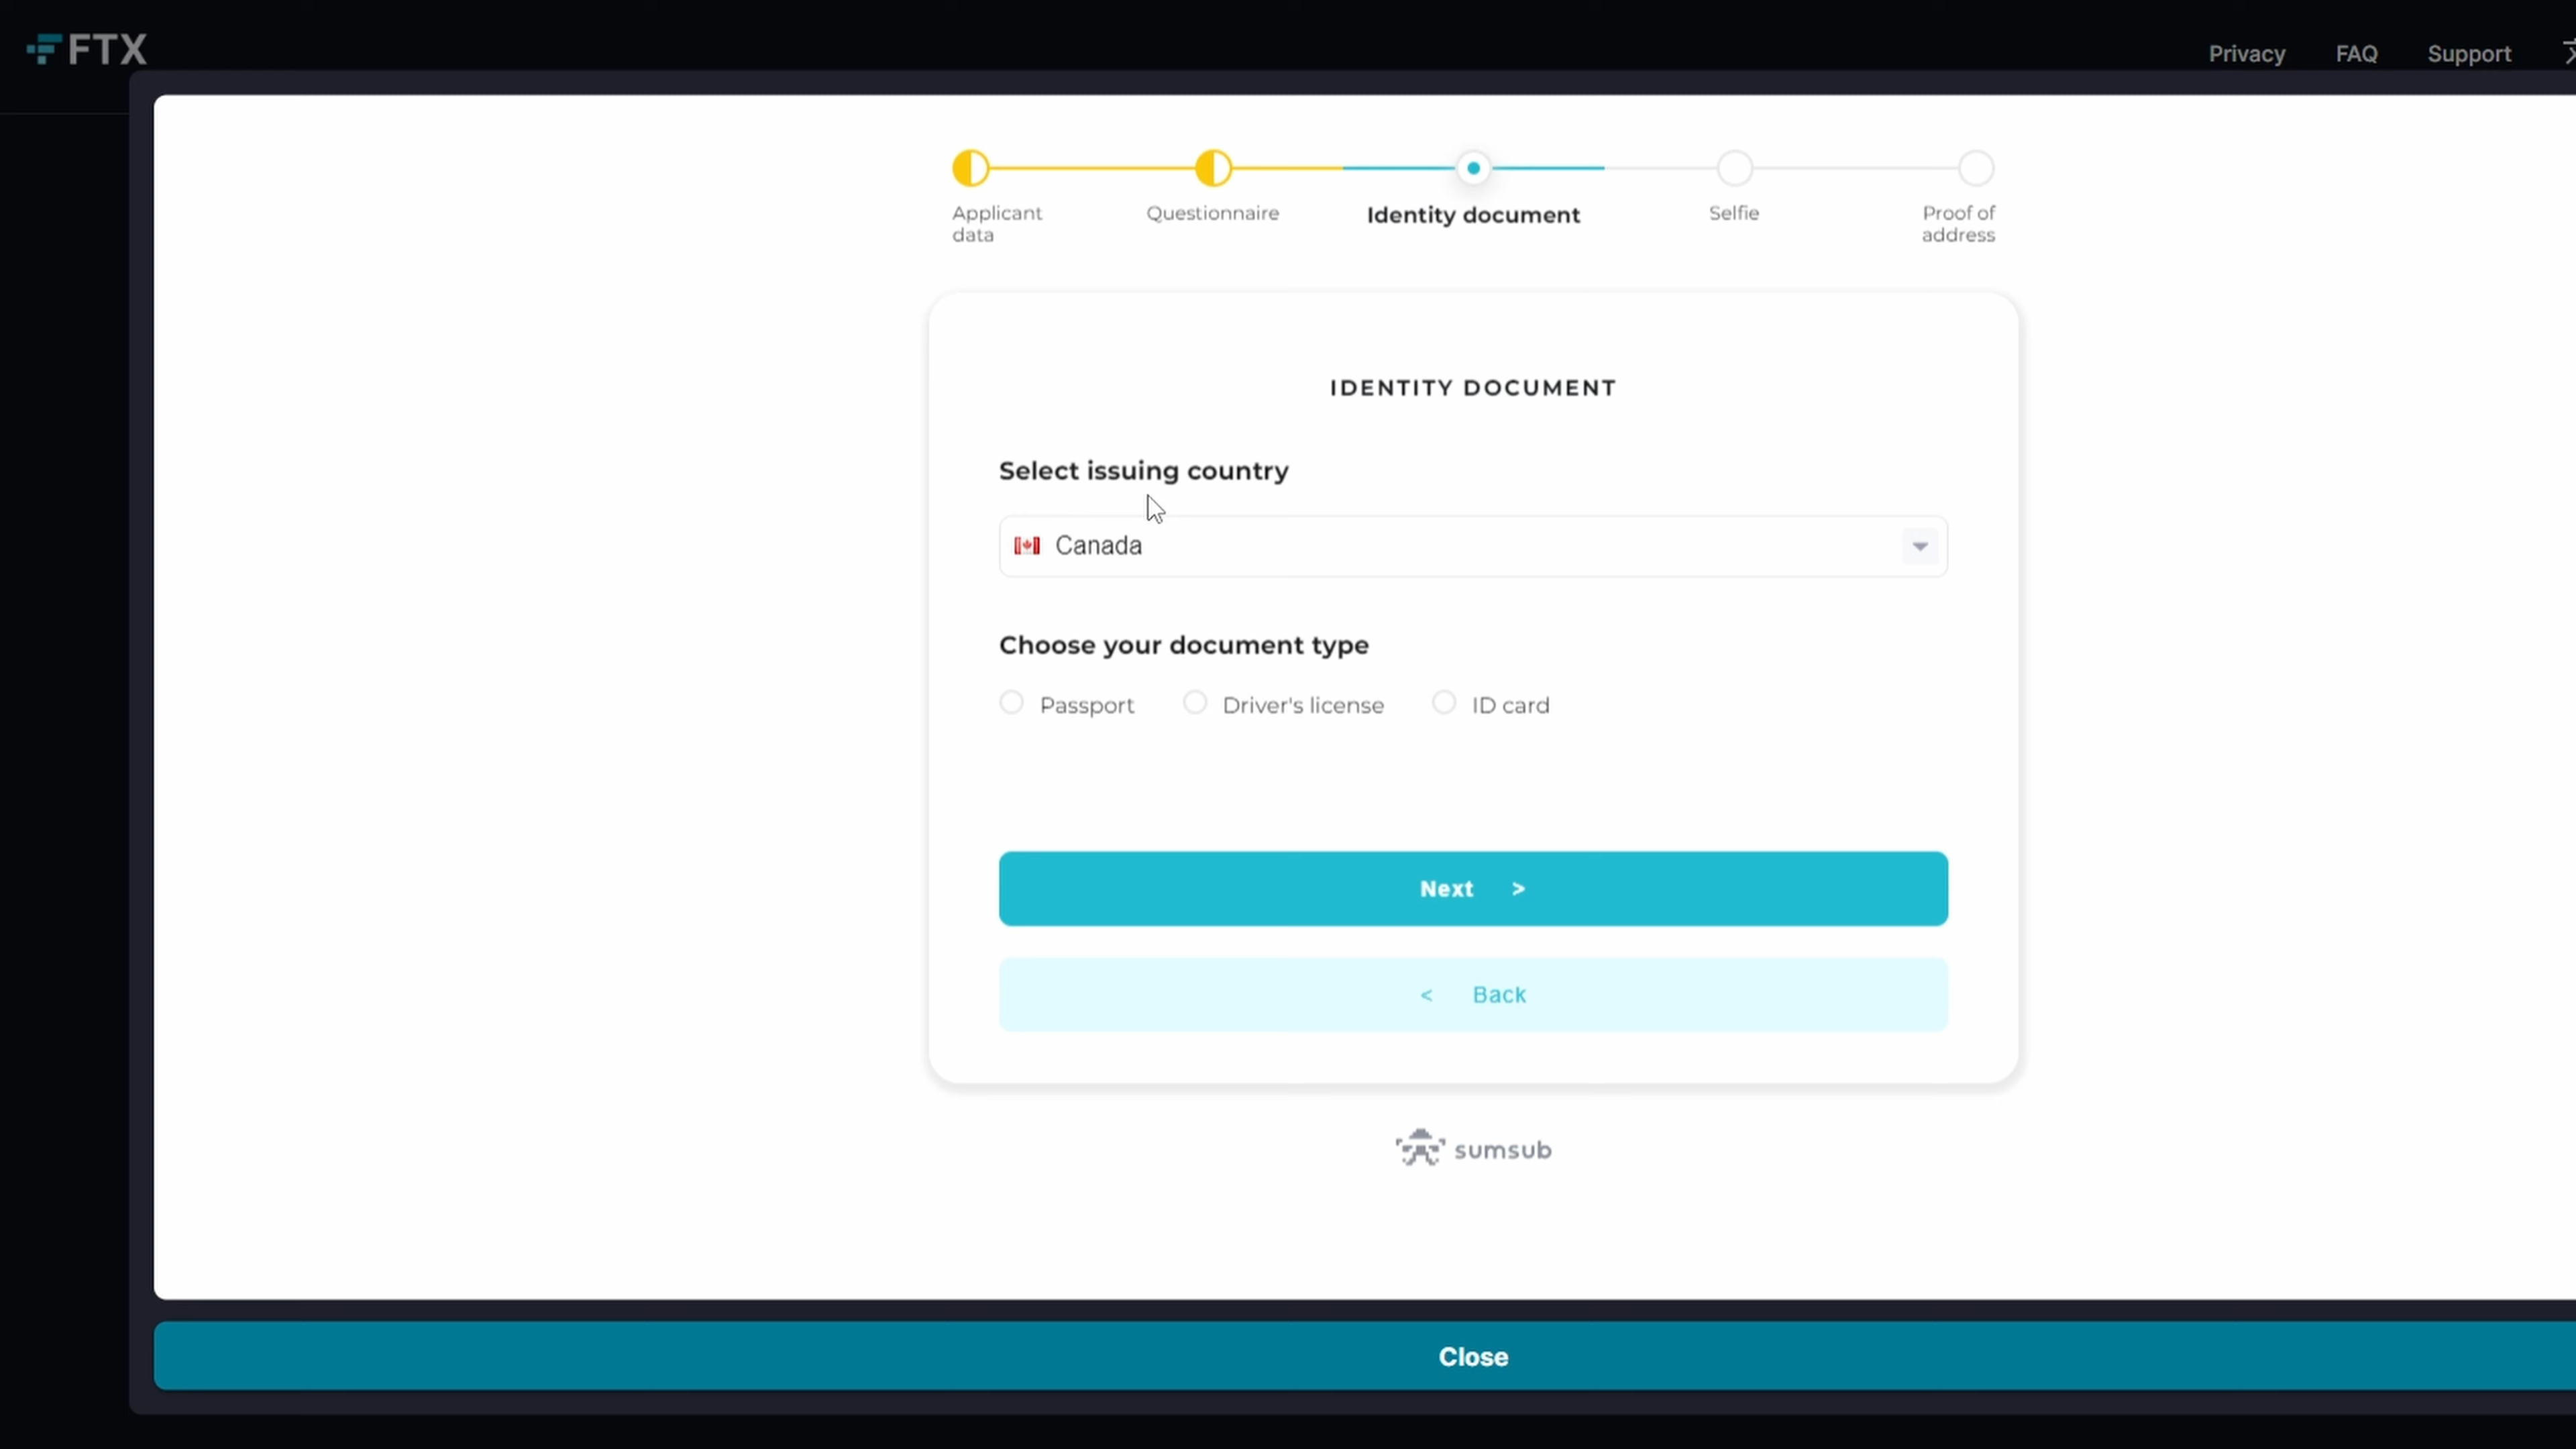 FTX
Privacy
FAQ
Support
Applicant
data
Questionnaire
Identity document
Selfie
Proof of
address
IDENTITY DOCUMENT
Select issuing country
Canada
Choose your document type
Passport
Driver's license
ID card
Next >
< Back
sumsub
Close